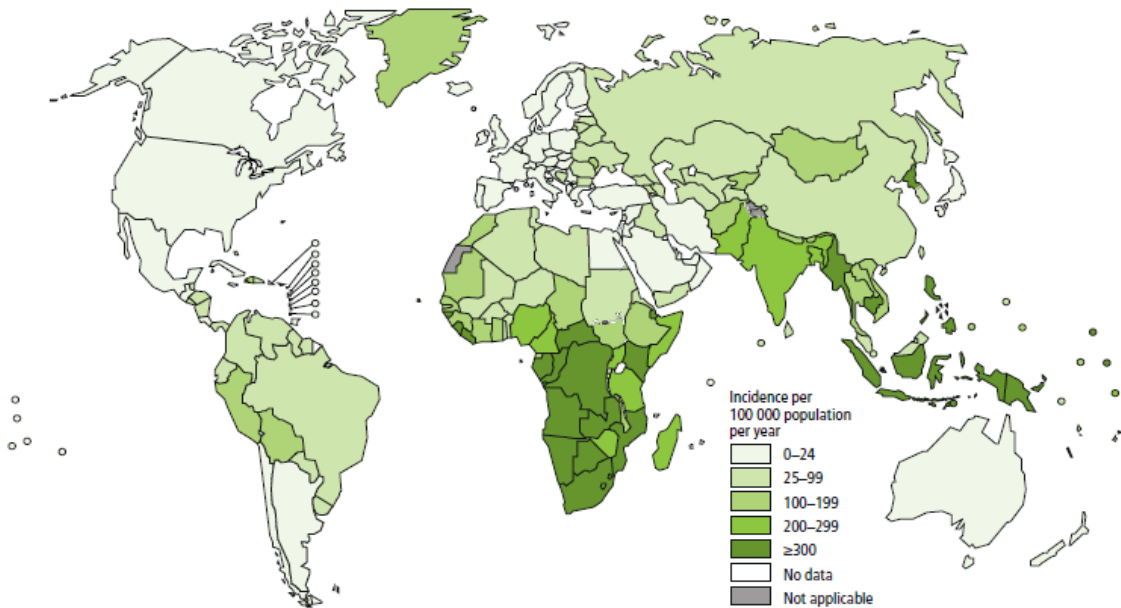 Incidence per
100 000 population
per year
0–24
25–99
100–199
200–299
≥300
No data
Not applicable